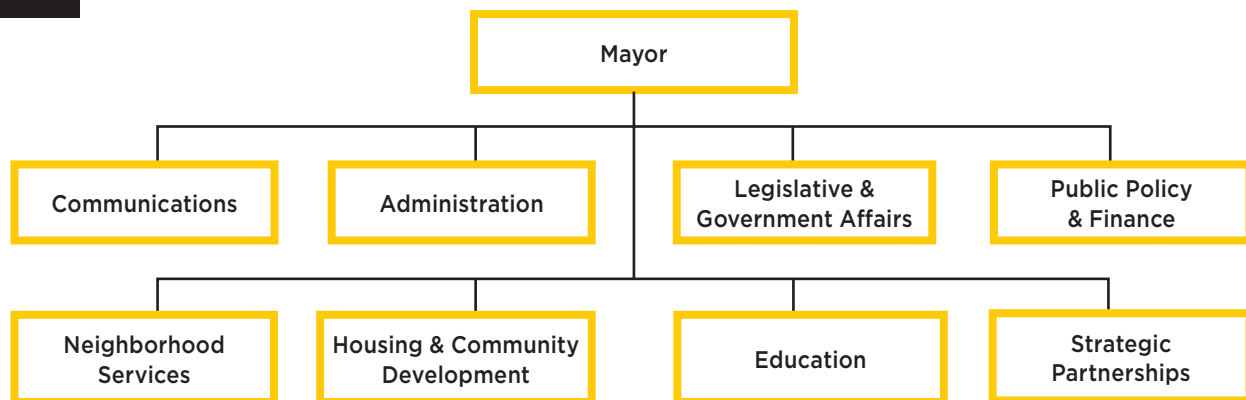 Mayor
Communications
Administration
Legislative &
Government Affairs
Public Policy
& Finance
Neighborhood
Services
Housing & Community
Development
Education
Strategic
Partnerships